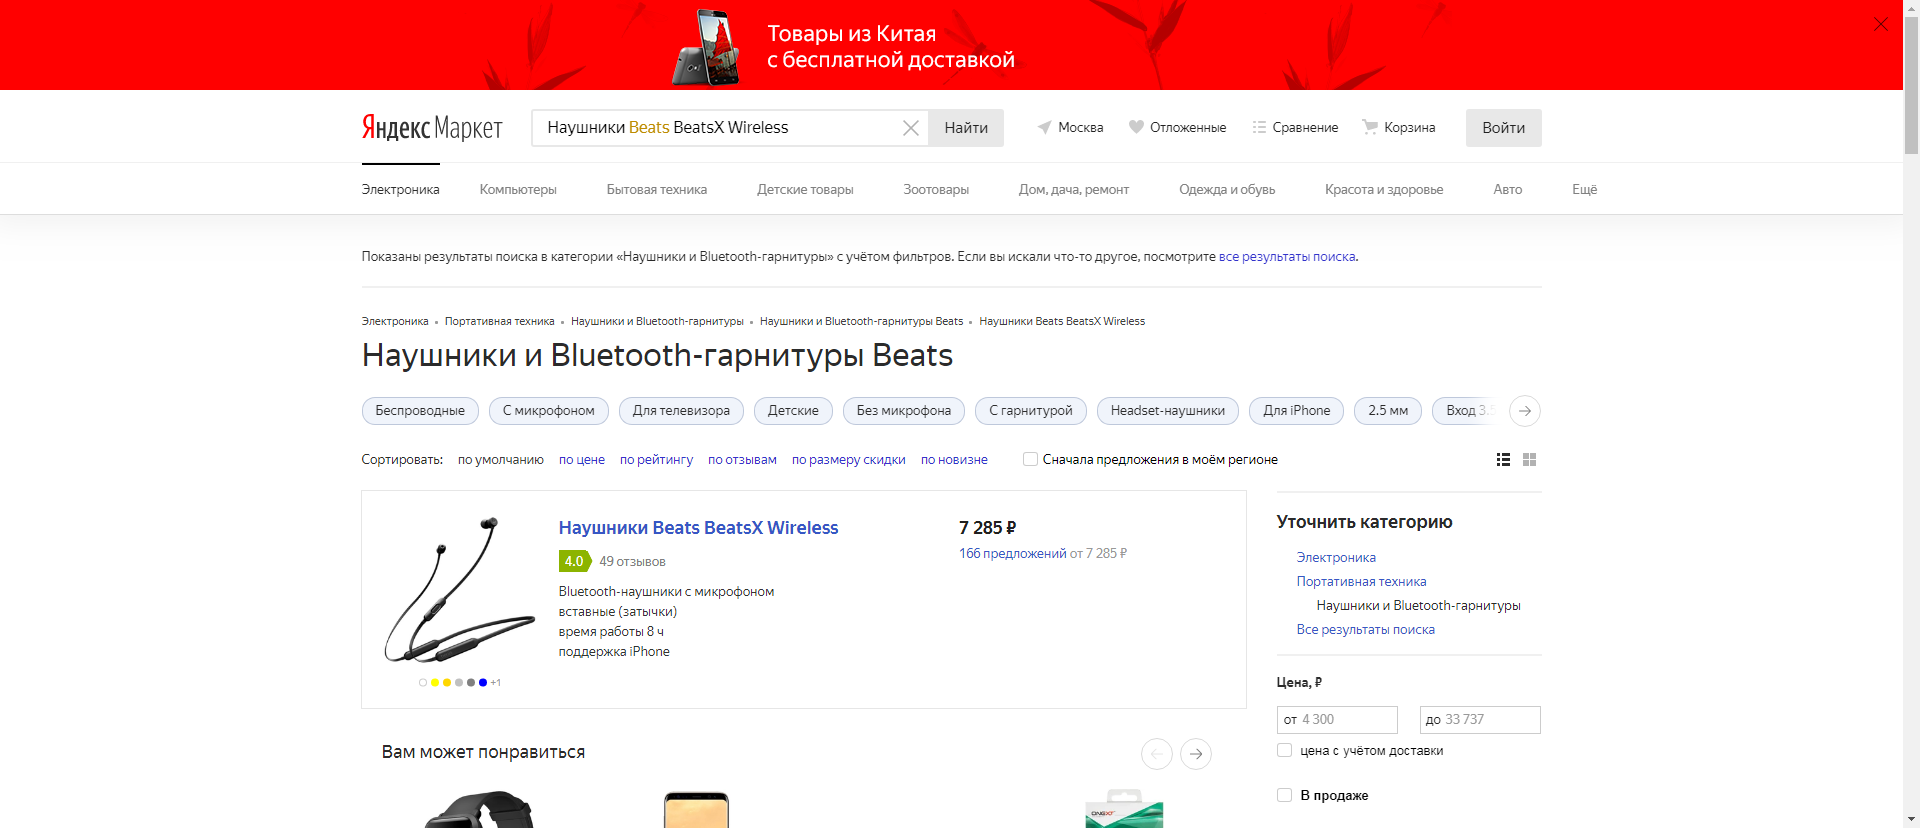 Товары из Китая
с бесплатной доставкой
Яндекс Маркет
Наушники Beats BeatsX Wireless
Найти
Москва
Отложенные
Сравнение
Корзина
Войти
Электроника Компьютеры Бытовая техника Детские товары Зоотовары Дом, дача, ремонт Одежда и обувь Красота и здоровье Авто Ещё
Показаны результаты поиска в категории «Наушники и Bluetooth-гарнитуры» с учётом фильтров. Если вы искали что-то другое, посмотрите все результаты поиска.
Электроника • Портативная техника • Наушники и Bluetooth-гарнитуры • Наушники и Bluetooth-гарнитуры Beats • Наушники Beats BeatsX Wireless
Наушники и Bluetooth-гарнитуры Beats
Беспроводные С микрофоном Для телевизора Детские Без микрофона С гарнитурой Headset-наушники Для iPhone 2.5 мм Вход 3.5
Сортировать: по умолчанию по цене по рейтингу по отзывам по размеру скидки по новизне Сначала предложения в моём регионе
Наушники Beats BeatsX Wireless
4.0 49 отзывов
Bluetooth-наушники с микрофоном
вставные (затычки)
время работы 8 ч
поддержка iPhone
+1
7 285 ₽
166 предложений от 7 285 ₽
Уточнить категорию
Электроника
Портативная техника
Наушники и Bluetooth-гарнитуры
Все результаты поиска
Цена, ₽
от 4 300 до 33 737
цена с учётом доставки
В продаже
Вам может понравиться